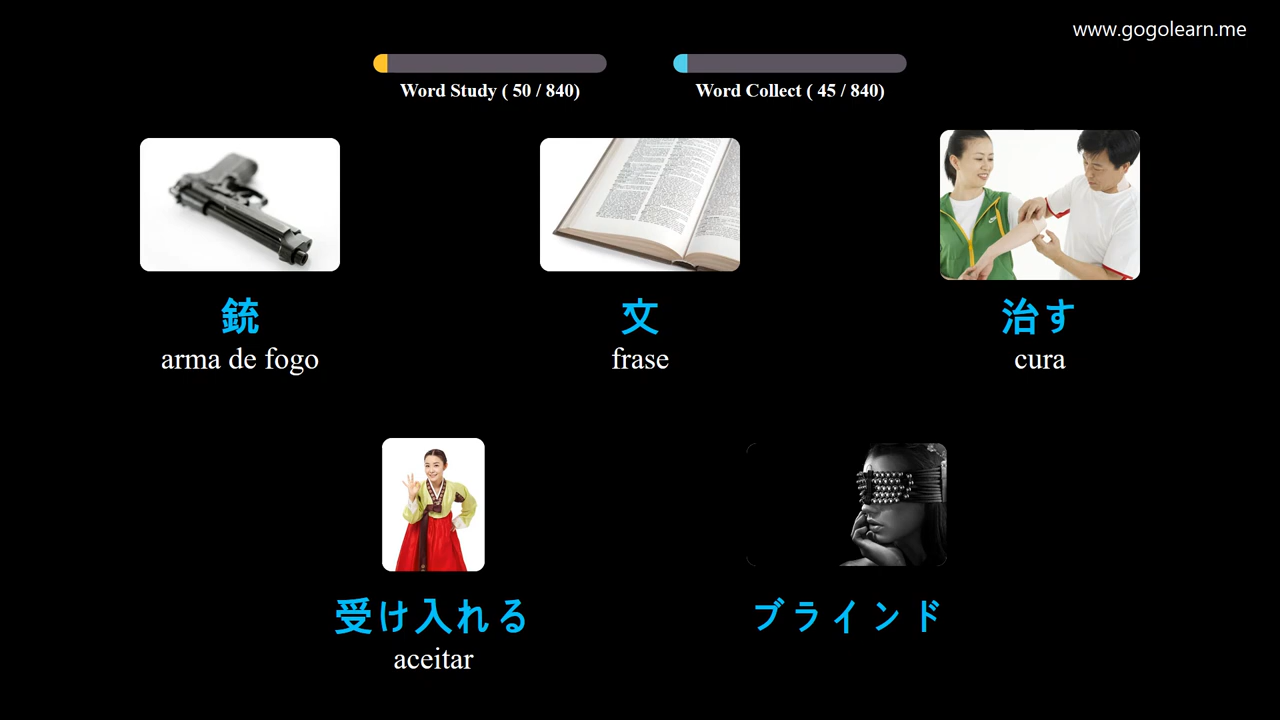 www.gogolearn.me
Word Study ( 50 / 840)
Word Collect ( 45 / 840)
銃
arma de fogo
文
frase
治す
cura
受け入れる
aceitar
ブラインド